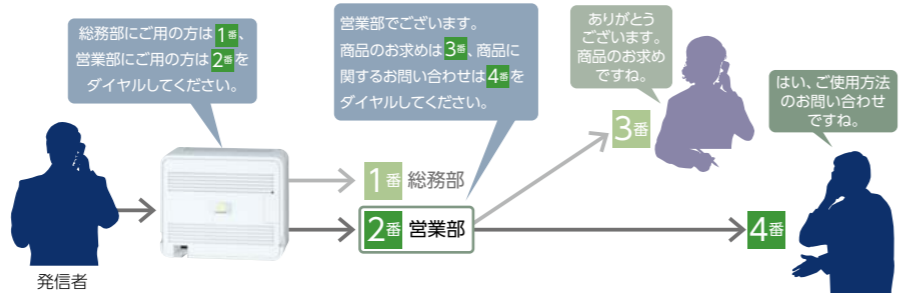 総務部にご用の方は1番、
営業部にご用の方は2番を
ダイヤルしてください。
営業部でございます。
商品のお求めは3番、商品に
関するお問い合わせは4番を
ダイヤルしてください。
ありがとう
ございます。
商品のお求め
ですね。
はい、ご使用方法
のお問い合わせ
ですね。
3番
1番 総務部
2番 営業部
4番
発信者